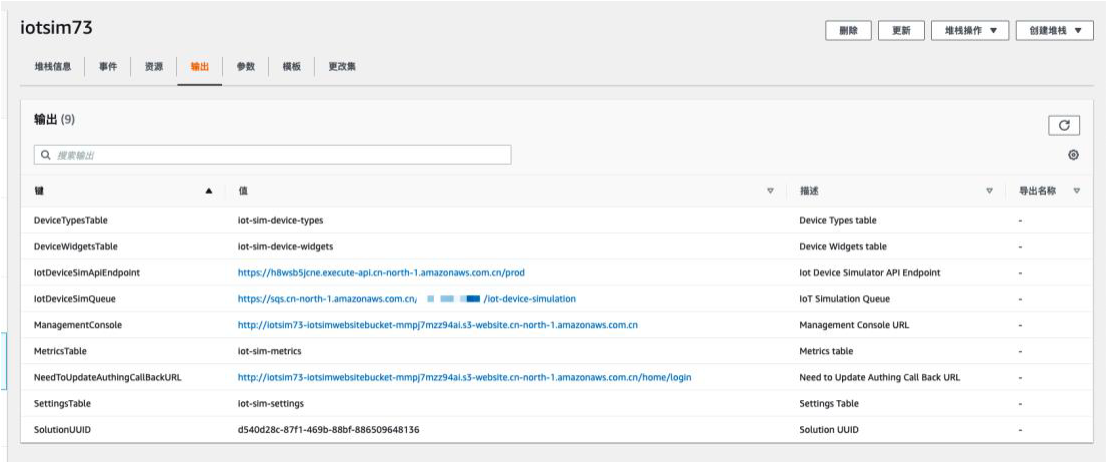 iotsim73
删除 更新 堆栈操作 ▼ 创建堆栈 ▼
堆栈信息 事件 资源 输出 参数 模板 更改集
输出 (9)
搜索输出
键 值 描述 导出名称
DeviceTypesTable iot-sim-device-types Device Types table -
DeviceWidgetsTable iot-sim-device-widgets Device Widgets table -
IotDeviceSimApiEndpoint https://h8wsb5jcne.execute-api.cn-north-1.amazonaws.com.cn/prod Iot Device Simulator API Endpoint -
IotDeviceSimQueue https://sqs.cn-north-1.amazonaws.com.cn/ /iot-device-simulation IoT Simulation Queue -
ManagementConsole http://iotsim73-iotsimwebsitebucket-mmpj7mzz94ai.s3-website.cn-north-1.amazonaws.com.cn Management Console URL -
MetricsTable iot-sim-metrics Metrics table -
NeedToUpdateAuthingCallBackURL http://iotsim73-iotsimwebsitebucket-mmpj7mzz94ai.s3-website.cn-north-1.amazonaws.com.cn/home/login Need to Update Authing Call Back URL -
SettingsTable iot-sim-settings Settings Table -
SolutionUUID d540d28c-87f1-469b-88bf-886509648136 Solution UUID -